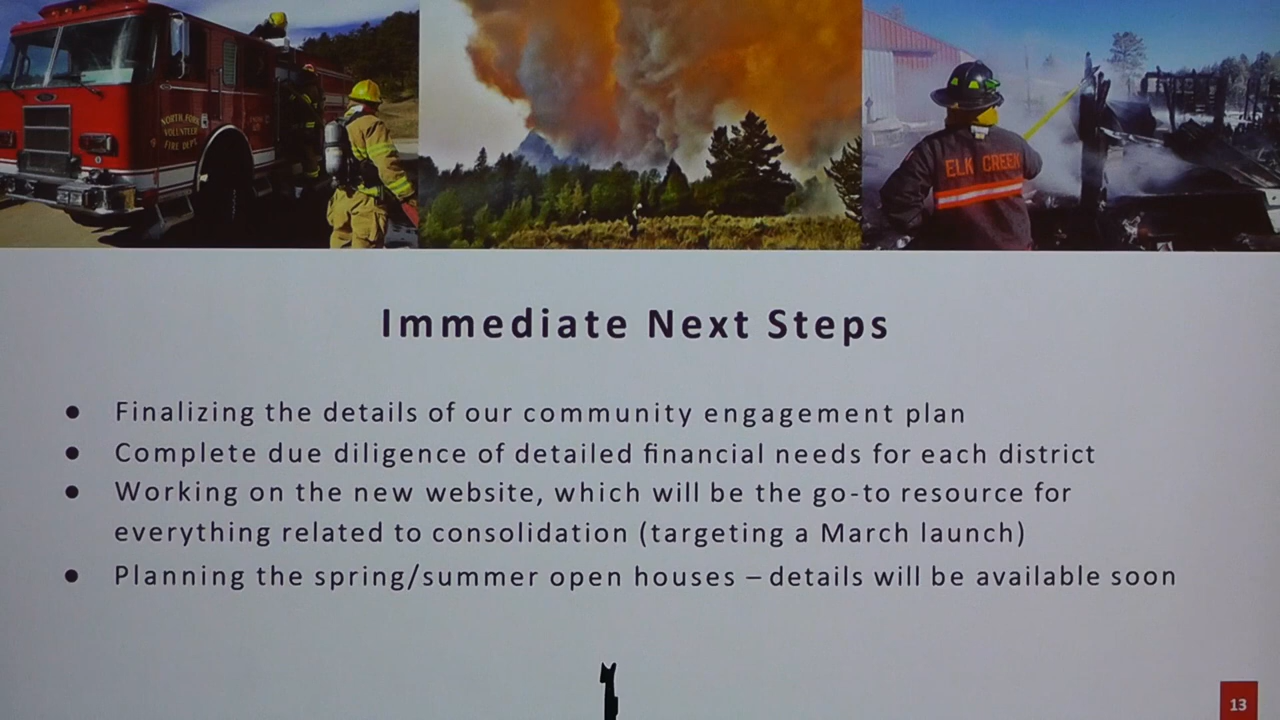 NORTH FORK
VOLUNTEER
FIRE DEPT
ELK CREEK
Immediate Next Steps
● Finalizing the details of our community engagement plan
● Complete due diligence of detailed financial needs for each district
● Working on the new website, which will be the go-to resource for
everything related to consolidation (targeting a March launch)
● Planning the spring/summer open houses – details will be available soon
13